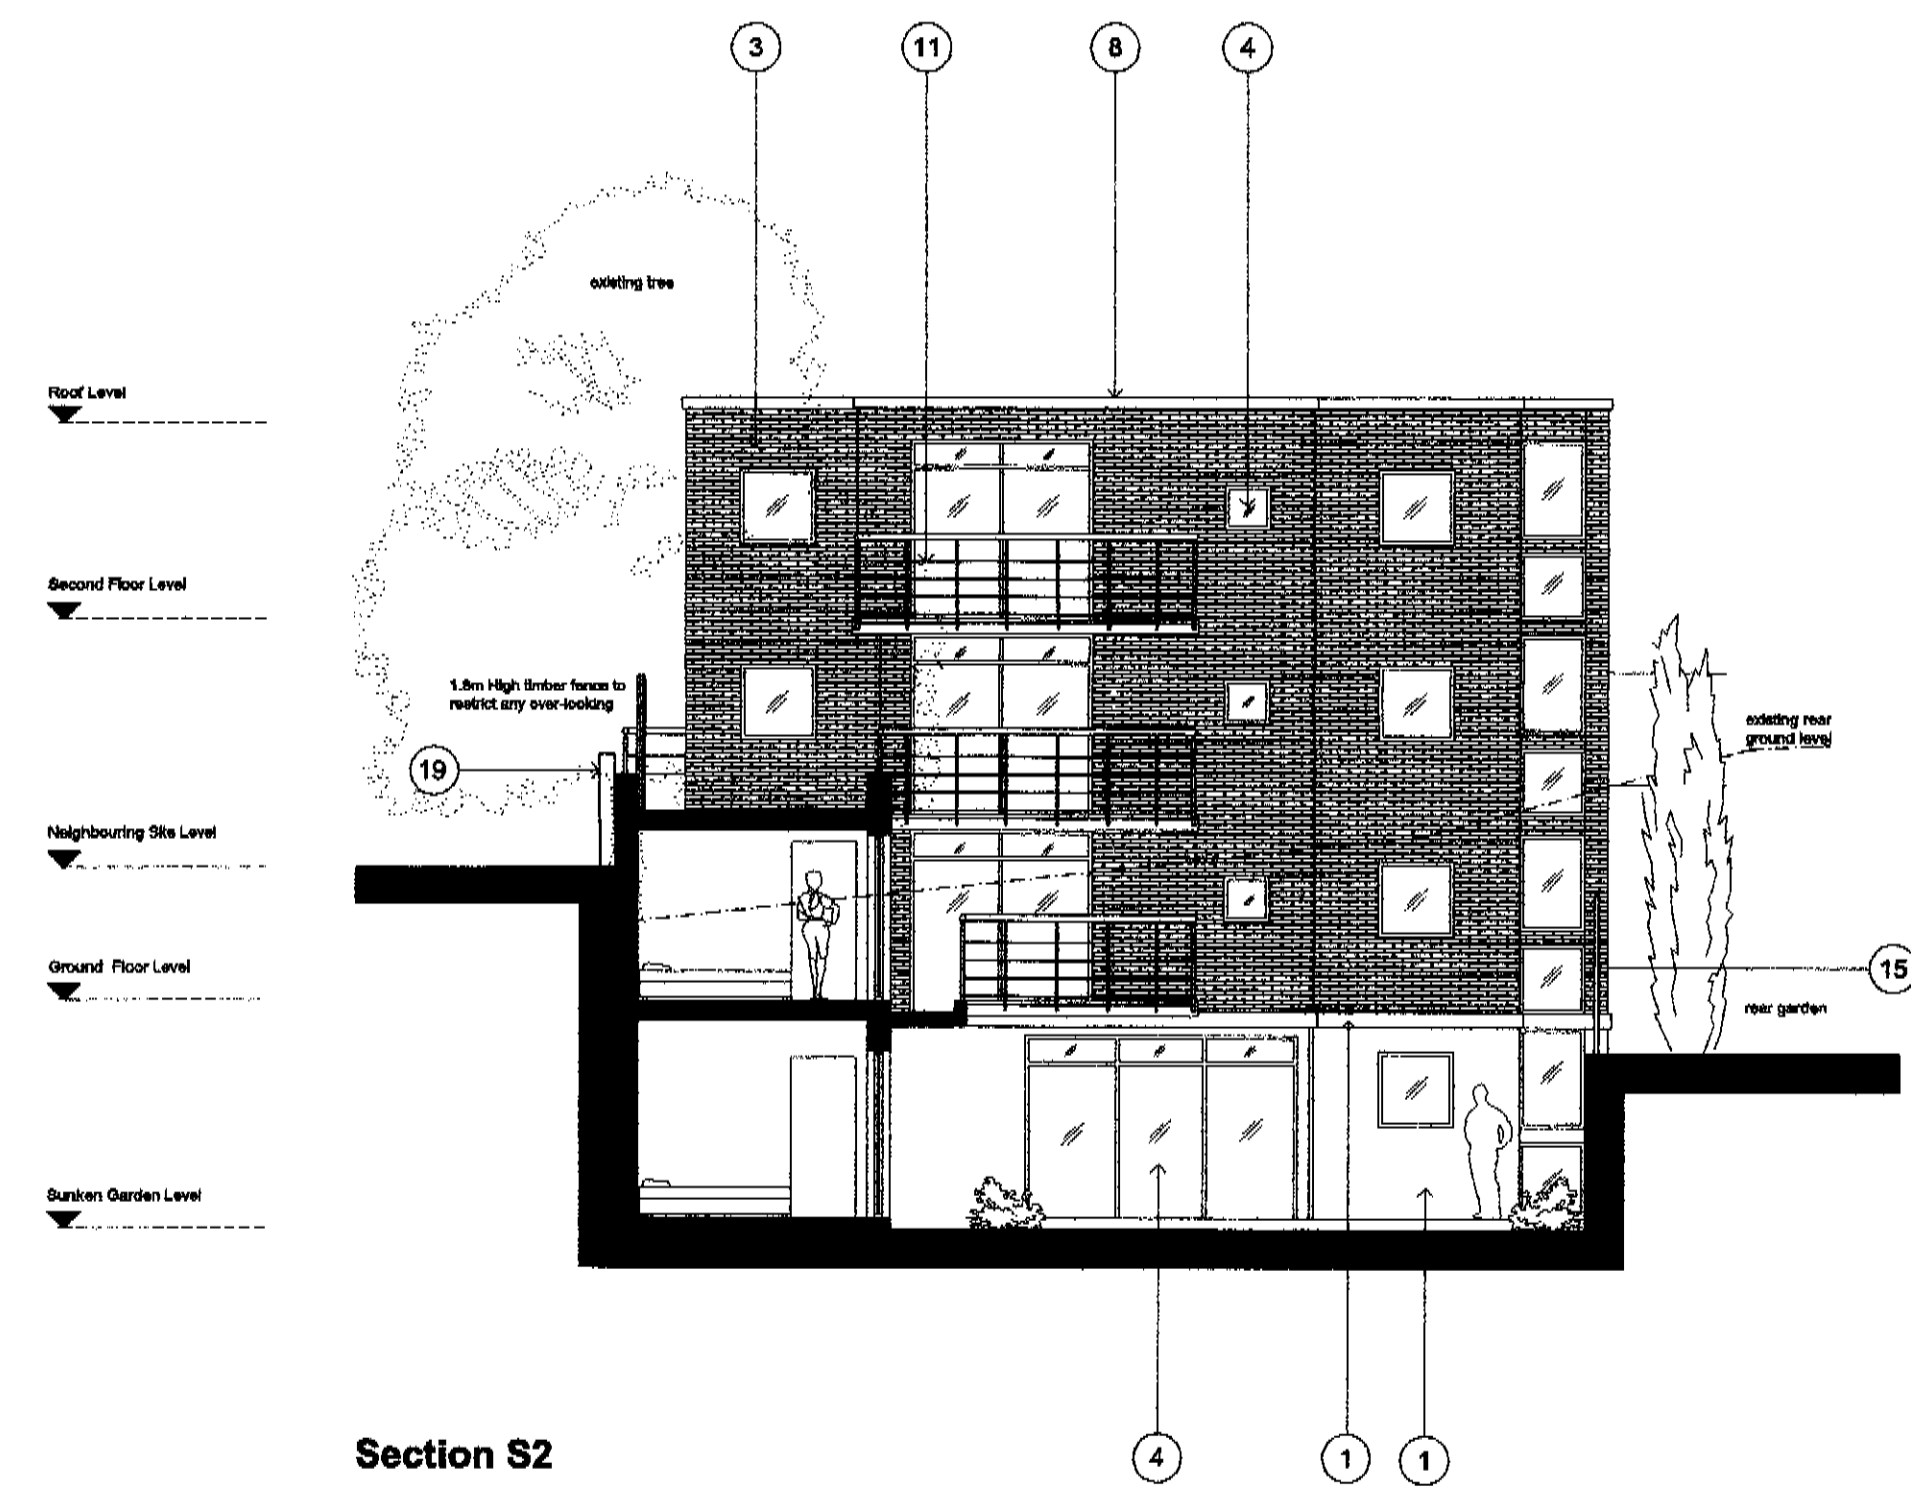 3 11 8 4
existing tree
Roof Level
Second Floor Level
1.8m High timber fence to
restrict any over-looking
existing rear
ground level
19
Neighbouring Site Level
Ground Floor Level
15
rear garden
Sunken Garden Level
Section S2
4 1 1